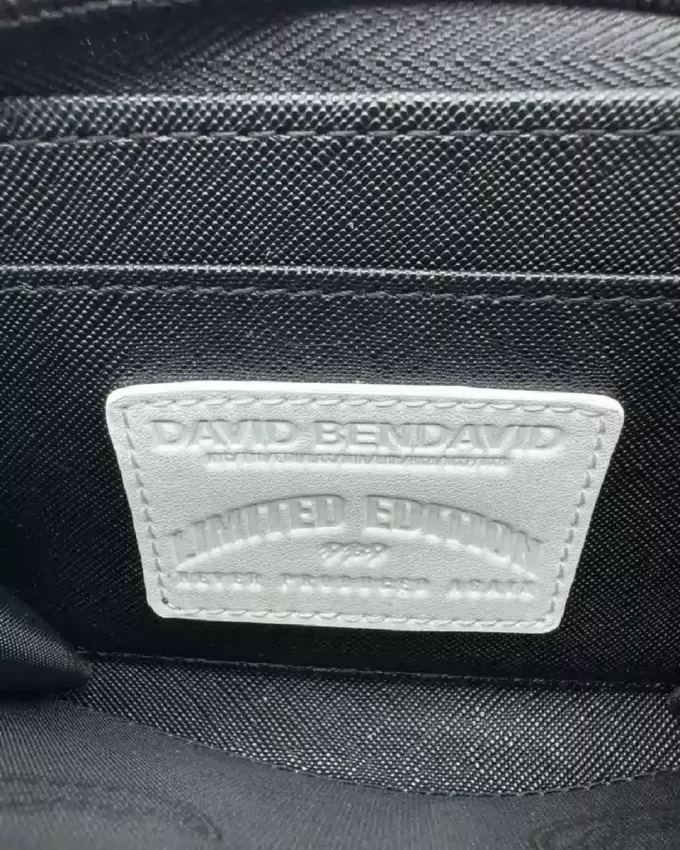 DAVID BENDAVID
LIMITED EDITION
NEVER PRODUCED AGAIN